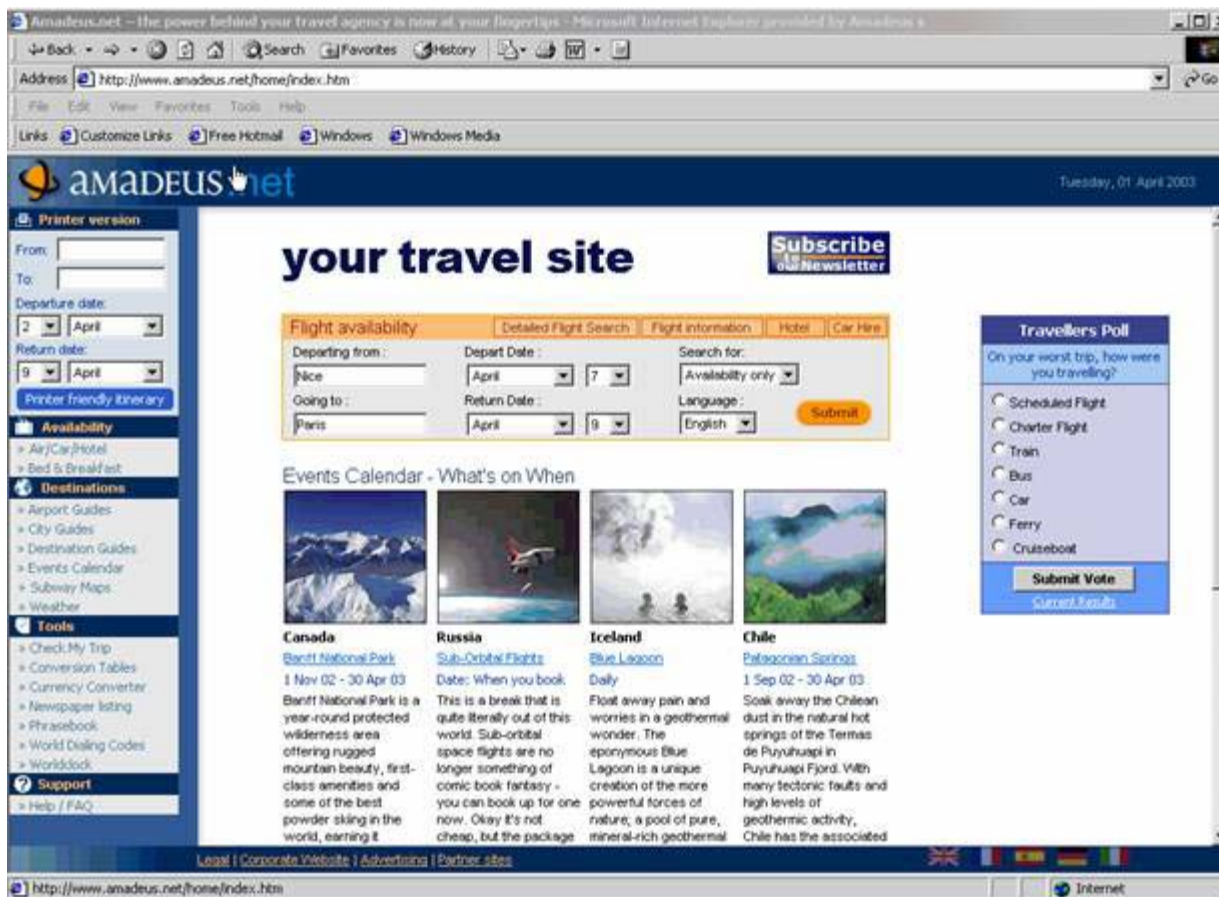 Amadeus.net -- the power behind your travel agency is now at your fingertips - Microsoft Internet Explorer provided by Amadeus s
Back Search Favorites History
Address http://www.amadeus.net/home/index.htm Go
File Edit View Favorites Tools Help
Links Customize Links Free Hotmail Windows Windows Media
amadeus.net
Tuesday, 01 April 2003
Printer version
From:
To:
Departure date:
2 April
Return date:
9 April
Printer friendly itinerary
Availability
» Air/Car/Hotel
» Bed & Breakfast
Destinations
» Airport Guides
» City Guides
» Destination Guides
» Events Calendar
» Subway Maps
» Weather
Tools
» Check My Trip
» Conversion Tables
» Currency Converter
» Newspaper listing
» Phrasebook
» World Dialing Codes
» Worldclock
Support
» Help / FAQ
your travel site
Subscribe
to
our Newsletter
Flight availability Detailed Flight Search Flight information Hotel Car Hire
Departing from : Depart Date : Search for:
Nice April 7 Availability only
Going to : Return Date : Language :
Paris April 9 English Submit
Events Calendar - What's on When
Canada
Banff National Park
1 Nov 02 - 30 Apr 03
Banff National Park is a
year-round protected
wilderness area
offering rugged
mountain beauty, first-
class amenities and
some of the best
powder skiing in the
world, earning it
Russia
Sub-Orbital Flights
Date: When you book
This is a break that is
quite literally out of this
world. Sub-orbital
space flights are no
longer something of
comic book fantasy -
you can book up for one
now. Okay it's not
cheap, but the package
Iceland
Blue Lagoon
Daily
Float away pain and
worries in a geothermal
wonder. The
eponymous Blue
Lagoon is a unique
creation of the more
powerful forces of
nature; a pool of pure,
mineral-rich geothermal
Chile
Patagonian Springs
1 Sep 02 - 30 Apr 03
Soak away the Chilean
dust in the natural hot
springs of the Termas
de Puyuhuapi in
Puyuhuapi Fjord. With
many tectonic faults and
high levels of
geothermic activity,
Chile has the associated
Travellers Poll
On your worst trip, how were
you travelling?
Scheduled Flight
Charter Flight
Train
Bus
Car
Ferry
Cruiseboat
Submit Vote
Current Results
Legal | Corporate Website | Advertising | Partner sites
http://www.amadeus.net/home/index.htm Internet